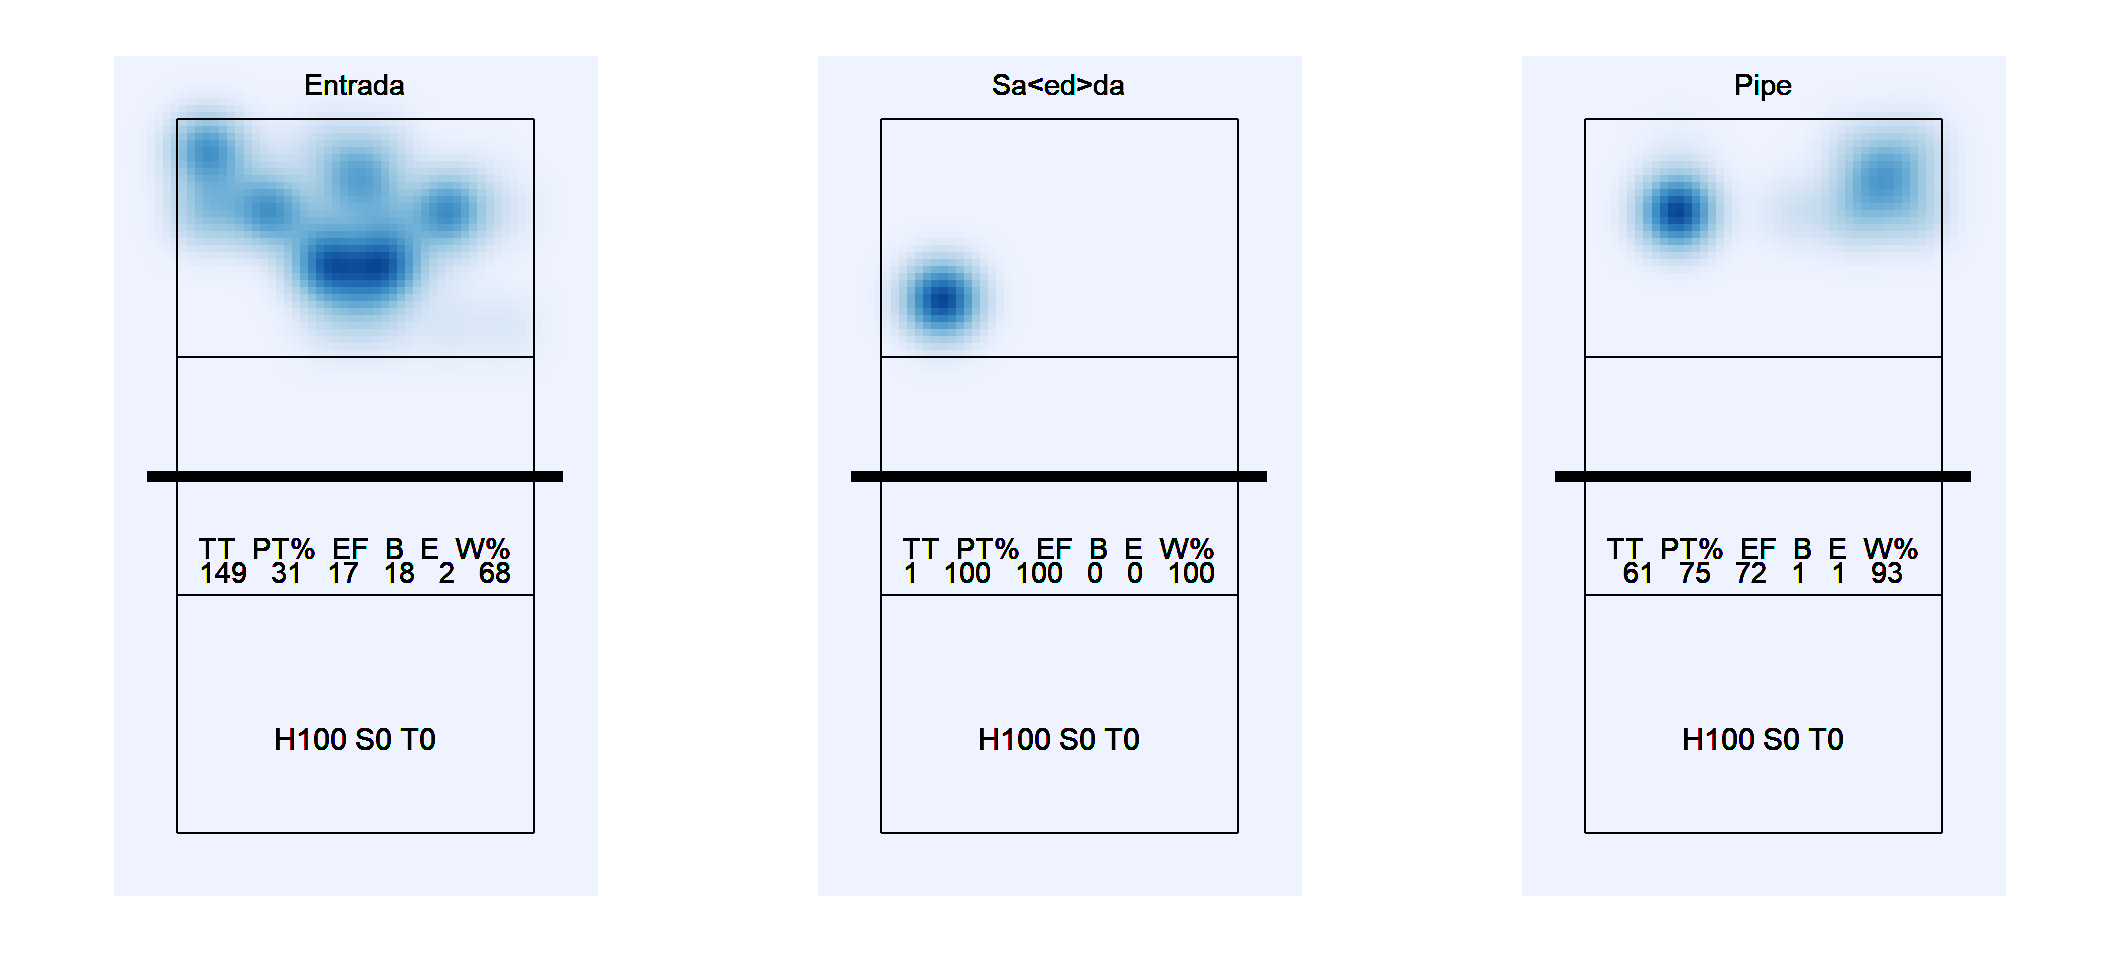 Entrada
TT PT% EF B E W%
149 31 17 18 2 68
H100 S0 T0
Sa<ed>da
TT PT% EF B E W%
1 100 100 0 0 100
H100 S0 T0
Pipe
TT PT% EF B E W%
61 75 72 1 1 93
H100 S0 T0